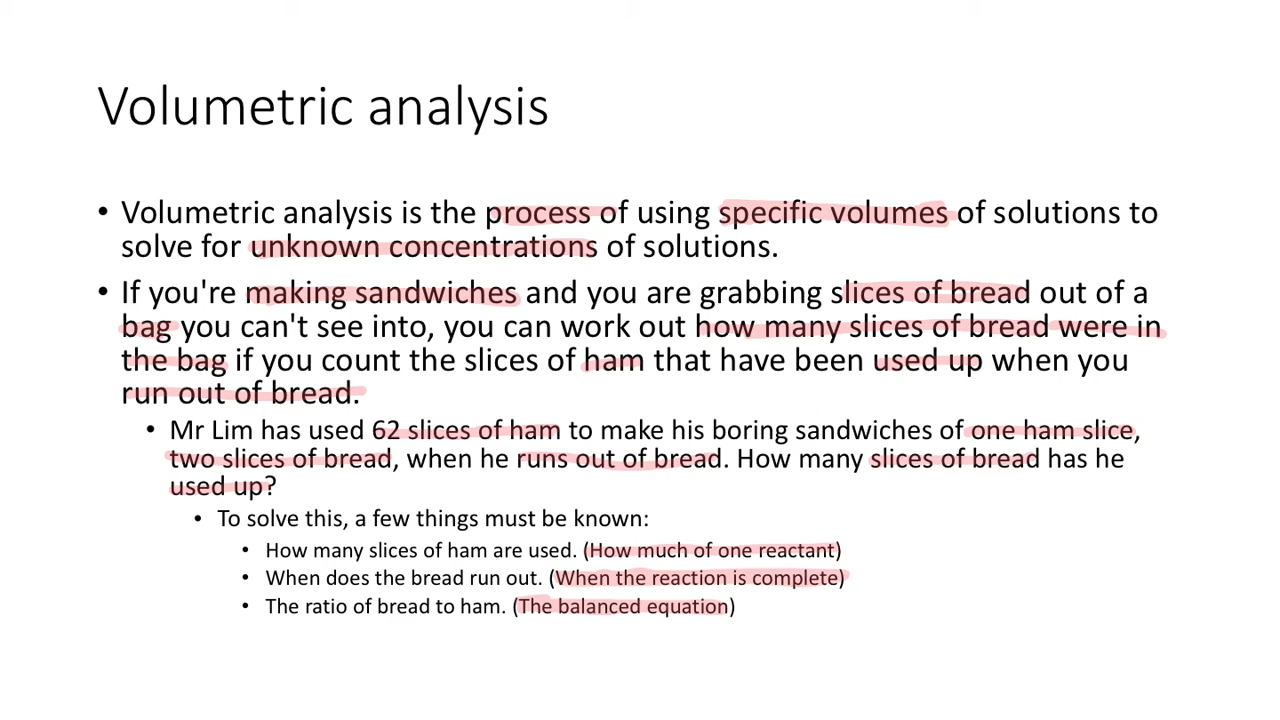 Volumetric analysis
• Volumetric analysis is the process of using specific volumes of solutions to
solve for unknown concentrations of solutions.
• If you're making sandwiches and you are grabbing slices of bread out of a
bag you can't see into, you can work out how many slices of bread were in
the bag if you count the slices of ham that have been used up when you
run out of bread.
• Mr Lim has used 62 slices of ham to make his boring sandwiches of one ham slice,
two slices of bread, when he runs out of bread. How many slices of bread has he
used up?
• To solve this, a few things must be known:
• How many slices of ham are used. (How much of one reactant)
• When does the bread run out. (When the reaction is complete)
• The ratio of bread to ham. (The balanced equation)